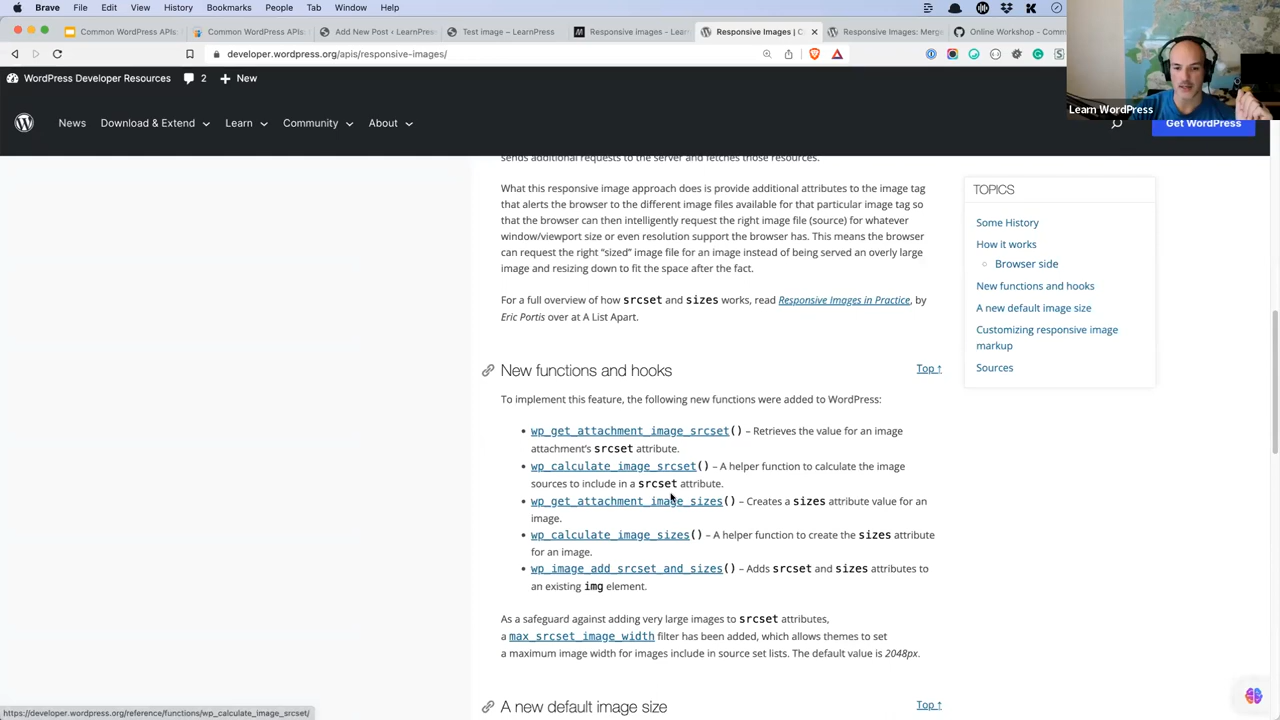 Brave File Edit View History Bookmarks People Tab Window Help
Common WordPress APIs:
Common WordPress APIs:
Add New Post ‹ LearnPress
Test image – LearnPress
Responsive images - Lear
Responsive Images | C
Responsive Images: Merge
Online Workshop - Comm
developer.wordpress.org/apis/responsive-images/
Learn WordPress
WordPress Developer Resources 2 + New
News Download & Extend Learn Community About
Get WordPress
sends additional requests to the server and fetches those resources.
What this responsive image approach does is provide additional attributes to the image tag
that alerts the browser to the different image files available for that particular image tag so
that the browser can then intelligently request the right image file (source) for whatever
window/viewport size or even resolution support the browser has. This means the browser
can request the right “sized” image file for an image instead of being served an overly large
image and resizing down to fit the space after the fact.
For a full overview of how srcset and sizes works, read Responsive Images in Practice, by
Eric Portis over at A List Apart.
New functions and hooks
Top ↑
To implement this feature, the following new functions were added to WordPress:
• wp_get_attachment_image_srcset() – Retrieves the value for an image
attachment’s srcset attribute.
• wp_calculate_image_srcset() – A helper function to calculate the image
sources to include in a srcset attribute.
• wp_get_attachment_image_sizes() – Creates a sizes attribute value for an
image.
• wp_calculate_image_sizes() – A helper function to create the sizes attribute
for an image.
• wp_image_add_srcset_and_sizes() – Adds srcset and sizes attributes to
an existing img element.
As a safeguard against adding very large images to srcset attributes,
a max_srcset_image_width filter has been added, which allows themes to set
a maximum image width for images include in source set lists. The default value is 2048px.
A new default image size
Top ↑
TOPICS
Some History
How it works
Browser side
New functions and hooks
A new default image size
Customizing responsive image
markup
Sources
https://developer.wordpress.org/reference/functions/wp_calculate_image_srcset/